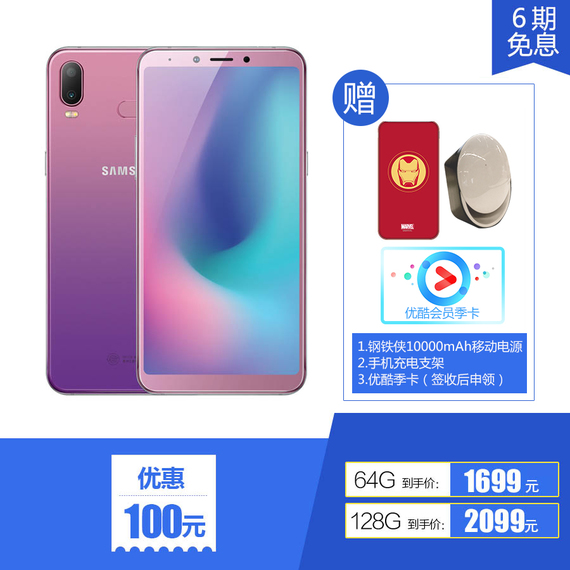 6期
免息
赠
SAMS
MARVEL
优酷会员季卡
1.钢铁侠10000mAh移动电源
2.手机充电支架
3.优酷季卡（签收后申领）
优惠
100元
64G 到手价： 1699元
128G 到手价： 2099元